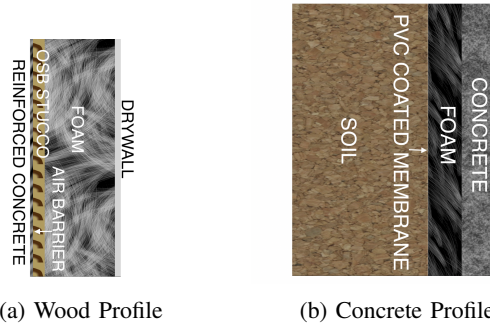 REINFORCED CONCRETE
OSB STUCCO
FOAM
AIR BARRIER
DRYWALL
SOIL
PVC COATED MEMBRANE
FOAM
CONCRETE
(a) Wood Profile
(b) Concrete Profile